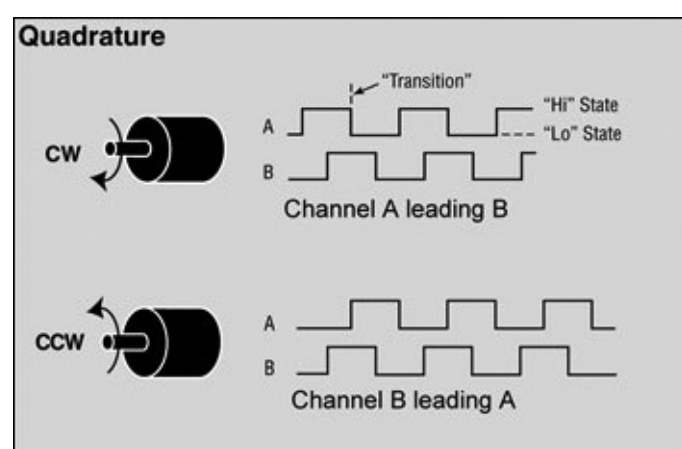 Quadrature
"Transition"
A
"Hi" State
"Lo" State
CW
B
Channel A leading B
A
CCW
B
Channel B leading A